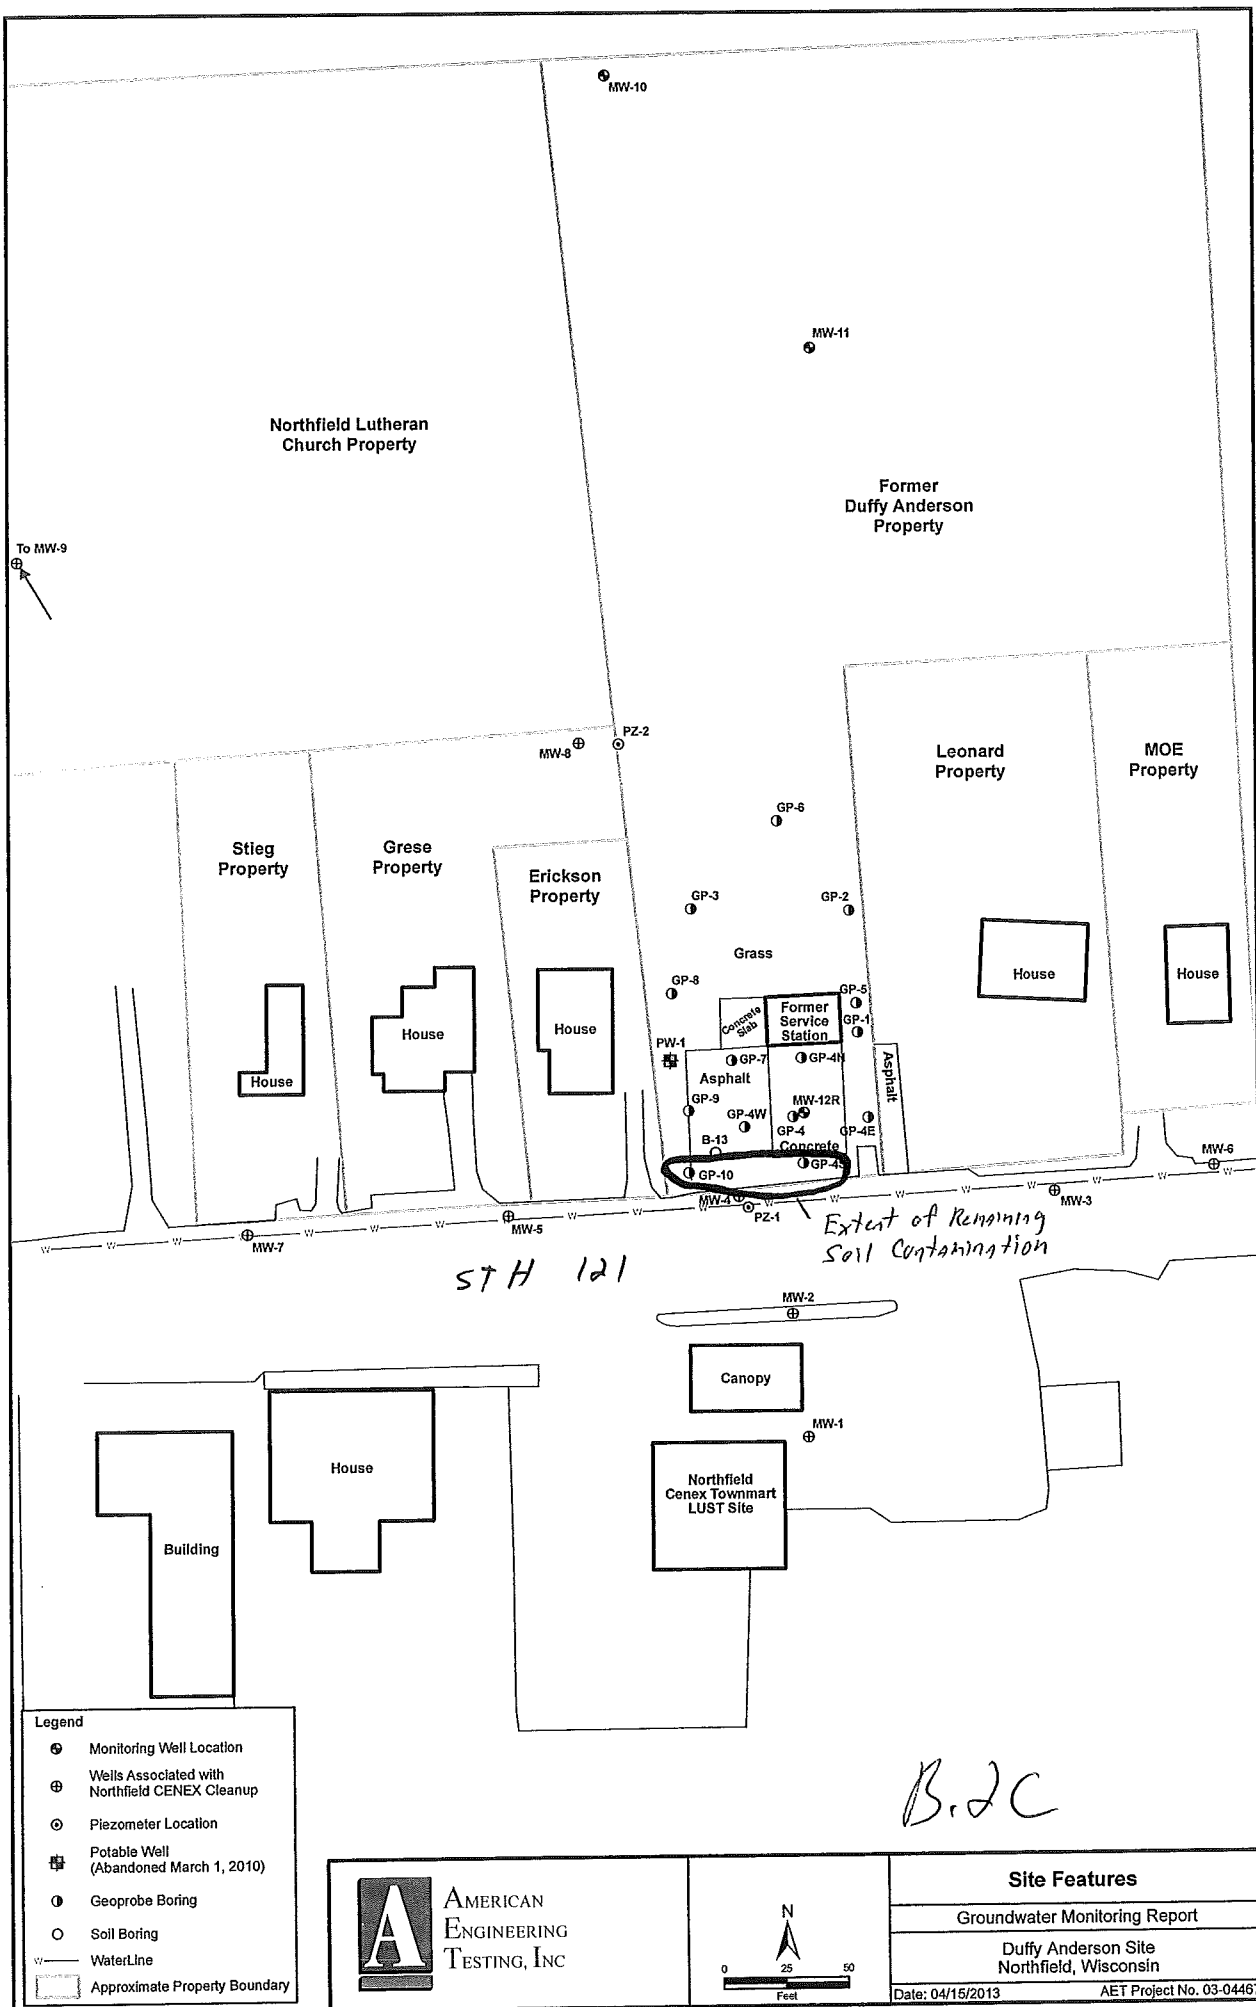 MW-10
MW-11
Northfield Lutheran
Church Property
Former
Duffy Anderson
Property
To MW-9
MW-8
PZ-2
Leonard
Property
MOE
Property
GP-6
Stieg
Property
Grese
Property
Erickson
Property
GP-3
GP-2
Grass
GP-8
House
House
GP-5
Concrete
Slab
Former
Service
Station
GP-1
House
House
PW-1
GP-7
GP-4N
House
Asphalt
Asphalt
GP-9
MW-12R
GP-4W
GP-4
GP-4E
B-13
Concrete
GP-10
GP-4S
MW-6
MW-4
PZ-1
MW-3
MW-5
MW-7
W W W W W W W W W W W W W
Extent of Remaining
Soil Contamination
STH 121
MW-2
Canopy
MW-1
House
Northfield
Cenex Townmart
LUST Site
Building
Legend
Monitoring Well Location
Wells Associated with
Northfield CENEX Cleanup
Piezometer Location
Potable Well
(Abandoned March 1, 2010)
Geoprobe Boring
Soil Boring
W WaterLine
Approximate Property Boundary
B.2C
A
AMERICAN
ENGINEERING
TESTING, INC
N
0 25 50
Feet
Site Features
Groundwater Monitoring Report
Duffy Anderson Site
Northfield, Wisconsin
Date: 04/15/2013 AET Project No. 03-04467